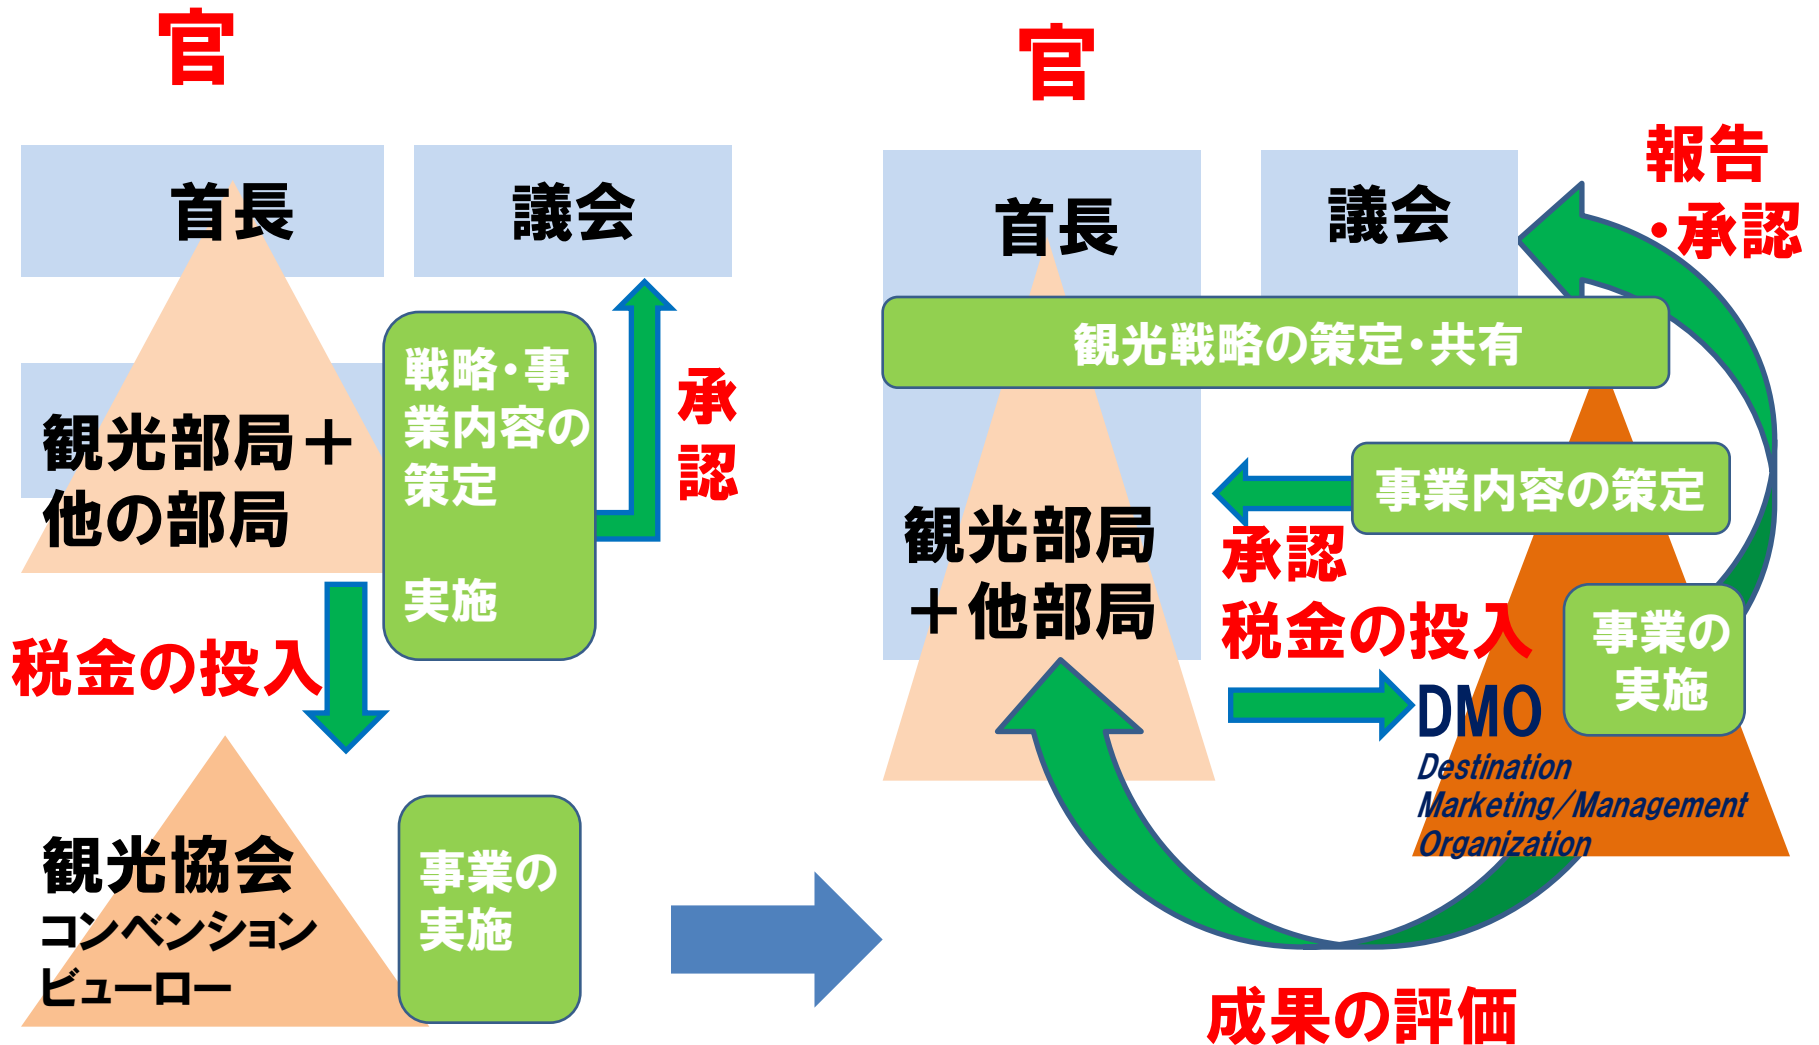 官
首長
議会
観光部局＋
他の部局
戦略・事
業内容の
策定
実施
承
認
税金の投入
観光協会
コンベンション
ビューロー
事業の
実施
官
首長
議会
報告
・承認
観光戦略の策定・共有
事業内容の策定
観光部局
＋他部局
承認
税金の投入
事業の
実施
DMO
Destination
Marketing／Management
Organization
成果の評価